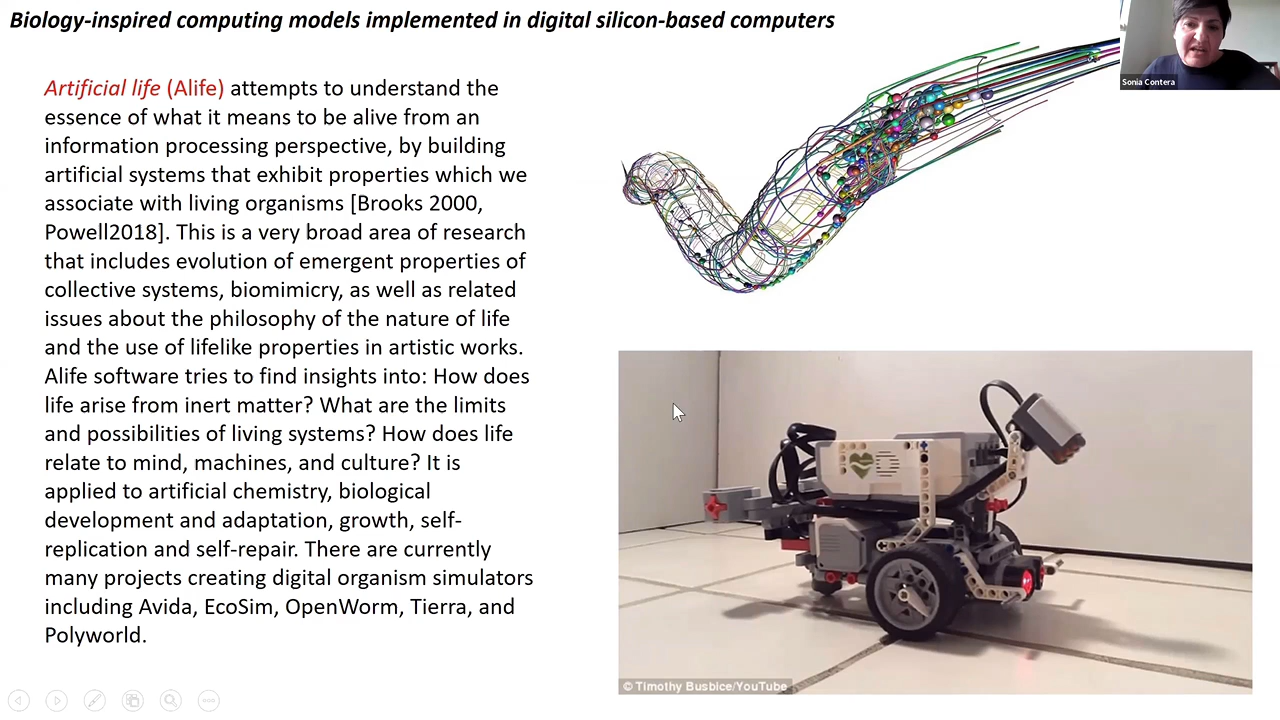 Biology-inspired computing models implemented in digital silicon-based computers
Sonia Contera
Artificial life (Alife) attempts to understand the
essence of what it means to be alive from an
information processing perspective, by building
artificial systems that exhibit properties which we
associate with living organisms [Brooks 2000,
Powell2018]. This is a very broad area of research
that includes evolution of emergent properties of
collective systems, biomimicry, as well as related
issues about the philosophy of the nature of life
and the use of lifelike properties in artistic works.
Alife software tries to find insights into: How does
life arise from inert matter? What are the limits
and possibilities of living systems? How does life
relate to mind, machines, and culture? It is
applied to artificial chemistry, biological
development and adaptation, growth, self-
replication and self-repair. There are currently
many projects creating digital organism simulators
including Avida, EcoSim, OpenWorm, Tierra, and
Polyworld.
© Timothy Busbice/YouTube